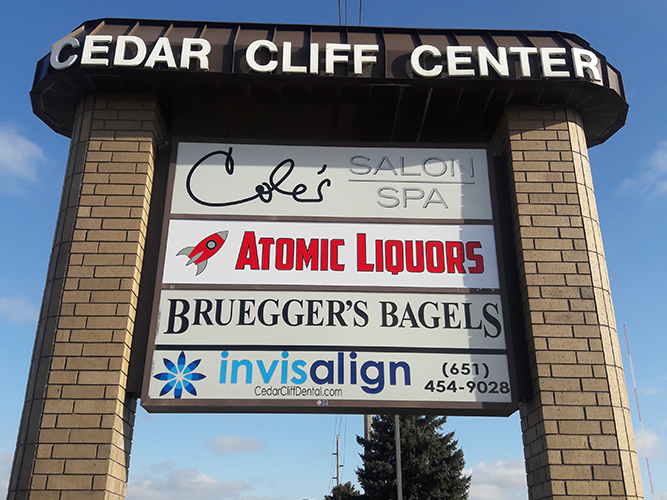 CEDAR CLIFF CENTER
Cole's SALON
SPA
ATOMIC LIQUORS
BRUEGGER'S BAGELS
invisalign (651)
CedarCliffDental.com 454-9028